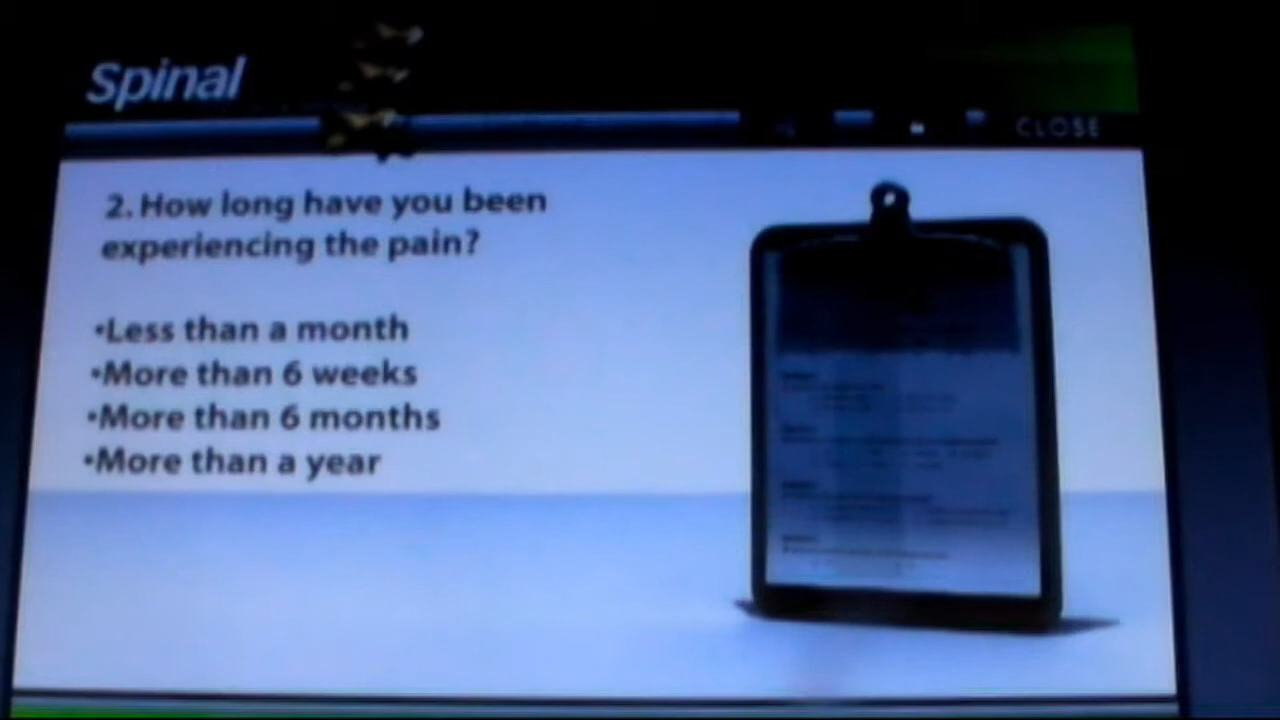 Spinal
CLOSE
2. How long have you been
experiencing the pain?
•Less than a month
•More than 6 weeks
•More than 6 months
•More than a year